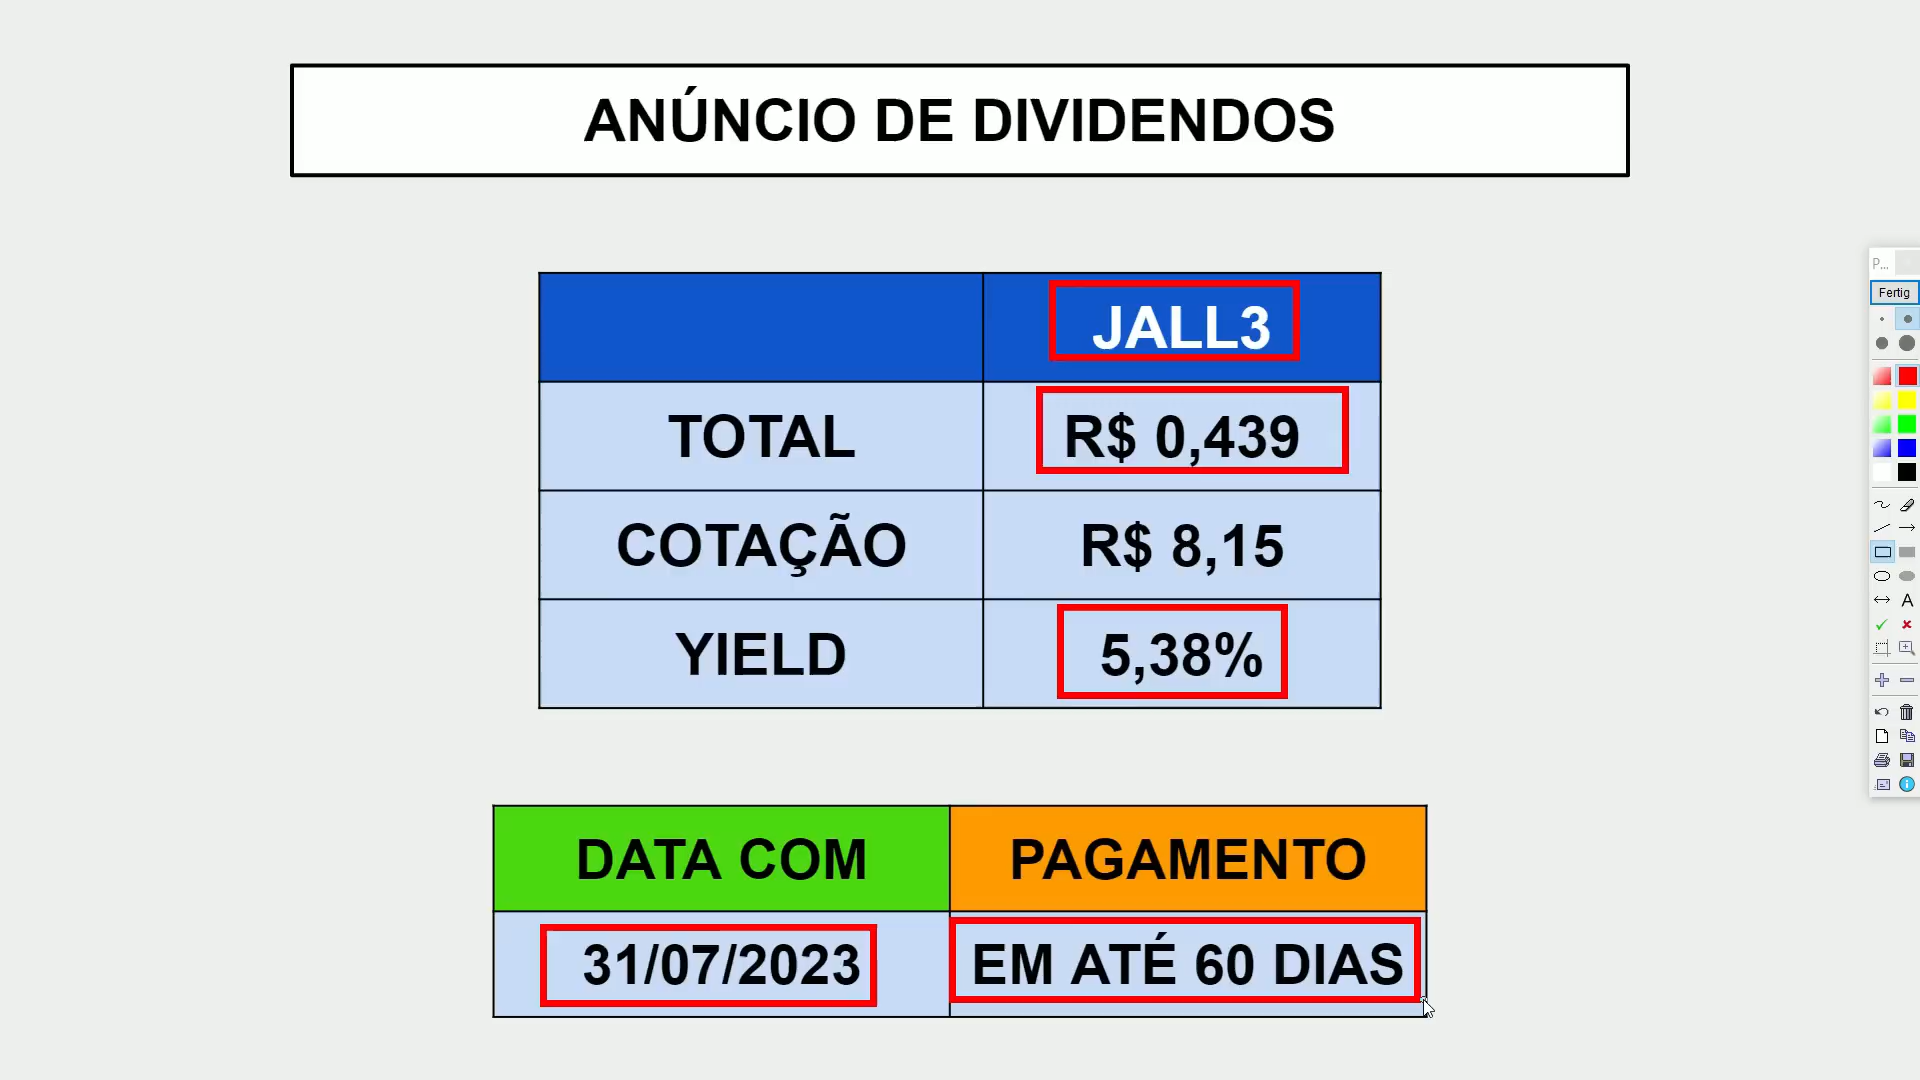 ANÚNCIO DE DIVIDENDOS
P...
Fertig
JALL3
TOTAL R$ 0,439
COTAÇÃO R$ 8,15
YIELD 5,38%
A
DATA COM PAGAMENTO
31/07/2023 EM ATÉ 60 DIAS